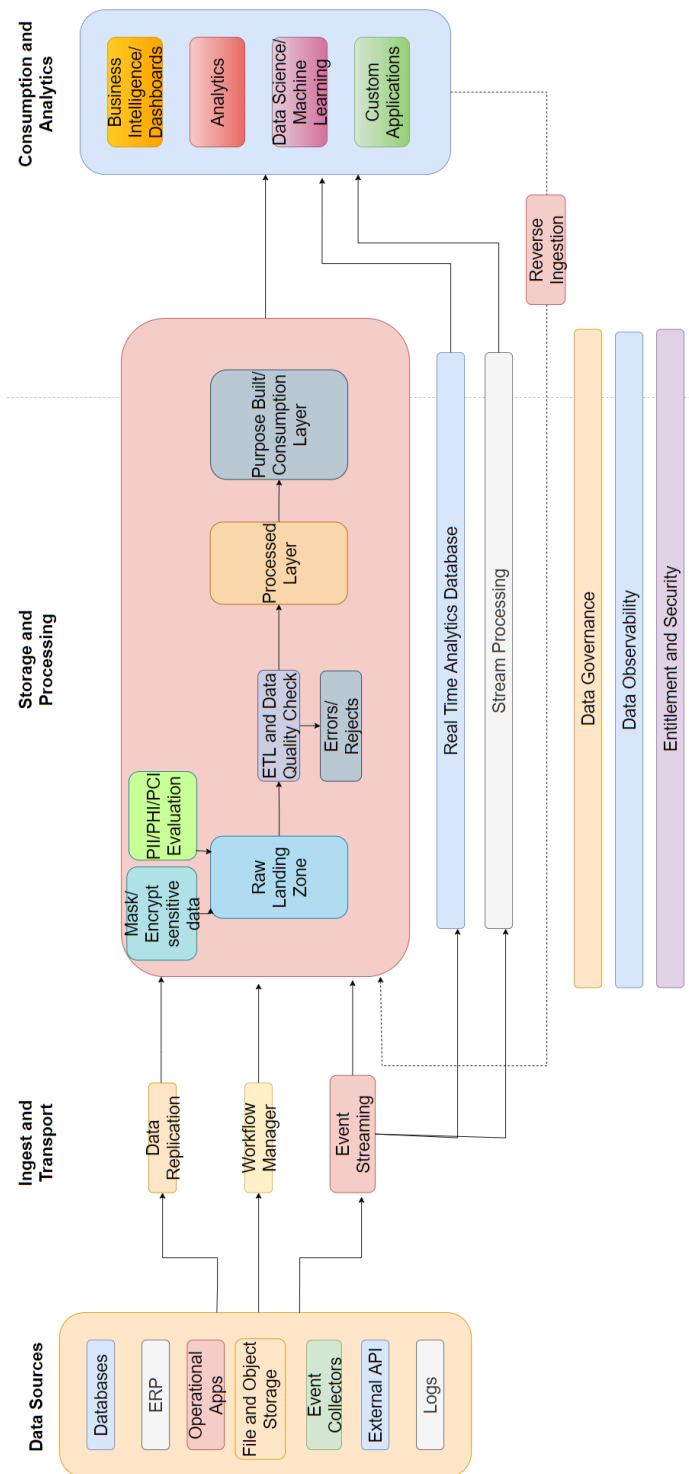 Data Sources
Databases
ERP
Operational
Apps
File and Object
Storage
Event
Collectors
External API
Logs
Ingest and
Transport
Data
Replication
Workflow
Manager
Event
Streaming
Storage and
Processing
Mask/
Encrypt
sensitive
data
PII/PHI/PCI
Evaluation
Raw
Landing
Zone
ETL and Data
Quality Check
Errors/
Rejects
Processed
Layer
Purpose Built/
Consumption
Layer
Real Time Analytics Database
Stream Processing
Data Governance
Data Observability
Entitlement and Security
Consumption and
Analytics
Business
Intelligence/
Dashboards
Analytics
Data Science/
Machine
Learning
Custom
Applications
Reverse
Ingestion